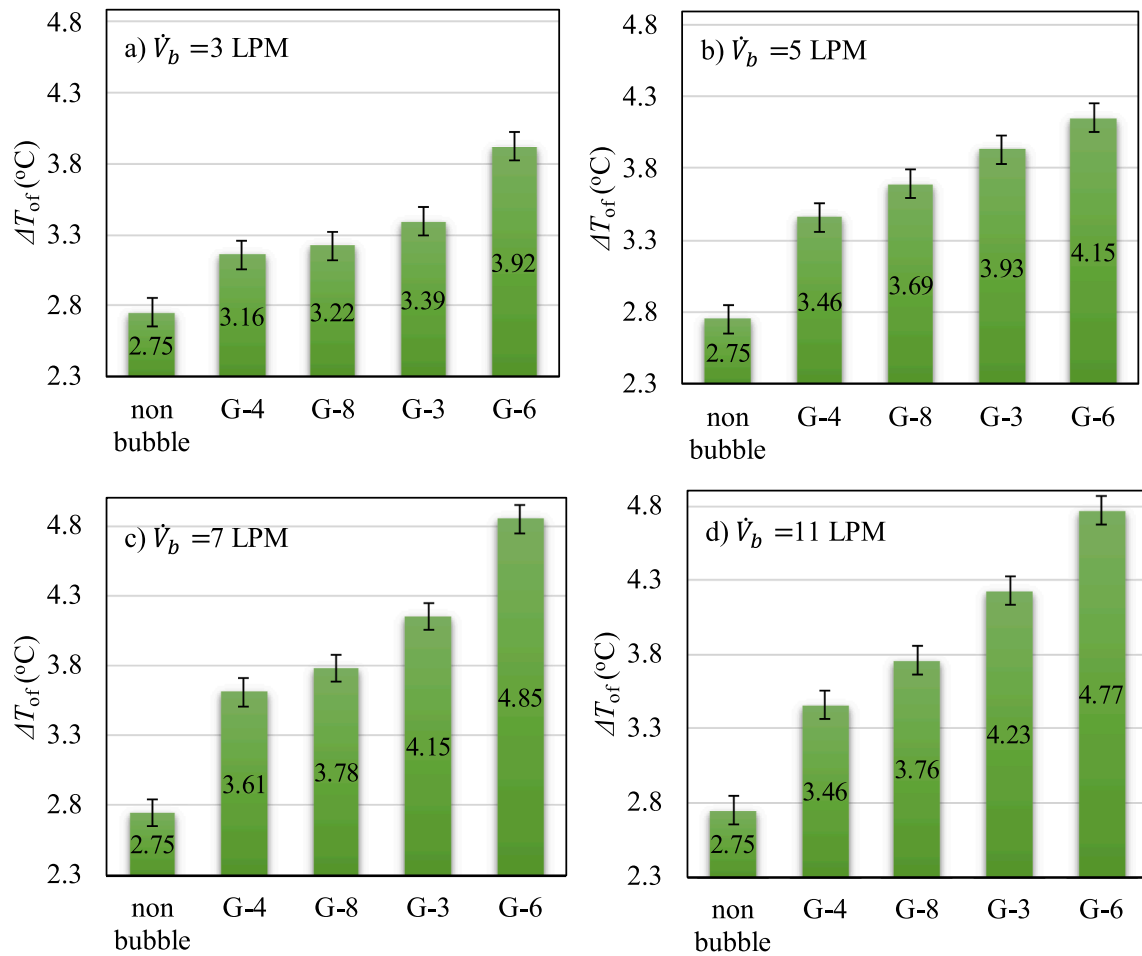 a) V̇b =3 LPM
ΔTof (oC)
4.8
4.3
3.8
3.3
2.8
2.3
2.75
3.16
3.22
3.39
3.92
non bubble
G-4
G-8
G-3
G-6
b) V̇b =5 LPM
ΔTof (oC)
4.8
4.3
3.8
3.3
2.8
2.3
2.75
3.46
3.69
3.93
4.15
non bubble
G-4
G-8
G-3
G-6
c) V̇b =7 LPM
ΔTof (oC)
4.8
4.3
3.8
3.3
2.8
2.3
2.75
3.61
3.78
4.15
4.85
non bubble
G-4
G-8
G-3
G-6
d) V̇b =11 LPM
ΔTof (oC)
4.8
4.3
3.8
3.3
2.8
2.3
2.75
3.46
3.76
4.23
4.77
non bubble
G-4
G-8
G-3
G-6